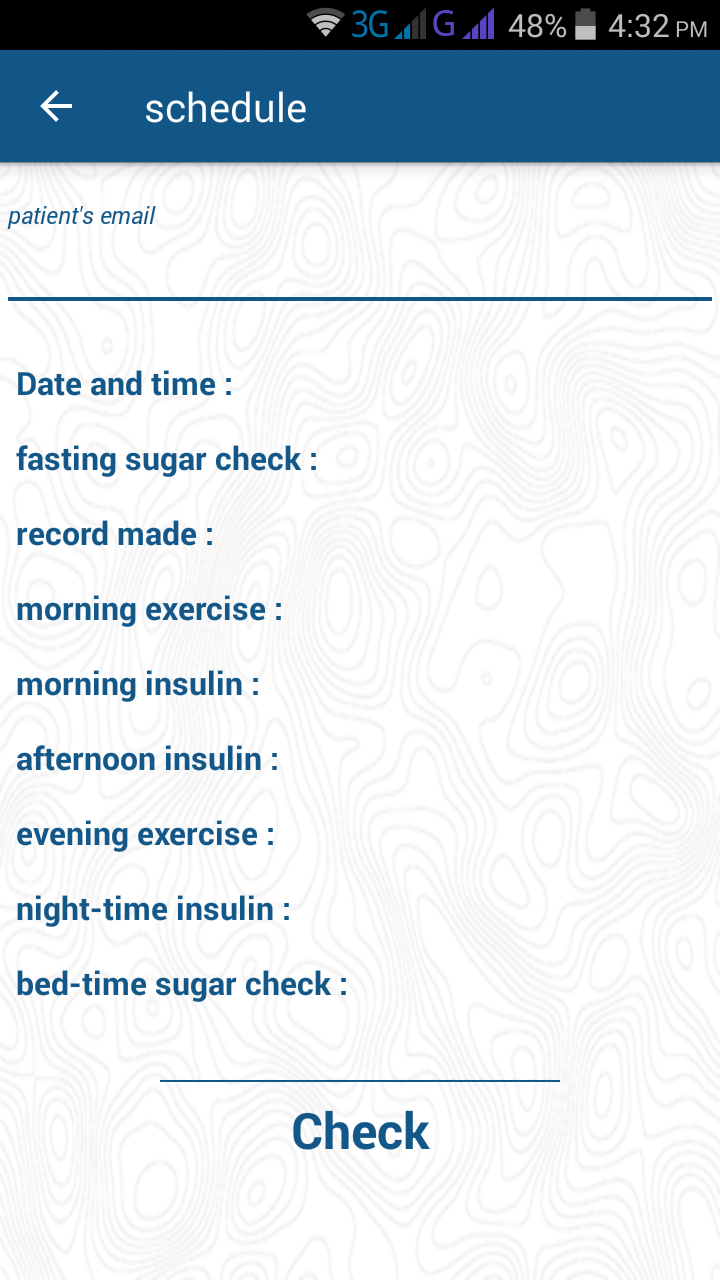 3G G 48% 4:32 PM
schedule
patient's email
Date and time :
fasting sugar check :
record made :
morning exercise :
morning insulin :
afternoon insulin :
evening exercise :
night-time insulin :
bed-time sugar check :
Check